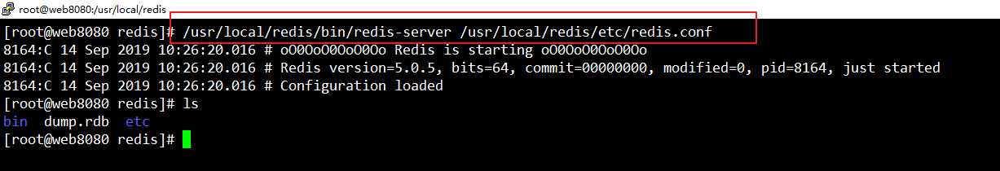 root@web8080:/usr/local/redis
[root@web8080 redis]# /usr/local/redis/bin/redis-server /usr/local/redis/etc/redis.conf
8164:C 14 Sep 2019 10:26:20.016 # oO0OoO0OoO0Oo Redis is starting oO0OoO0OoO0Oo
8164:C 14 Sep 2019 10:26:20.016 # Redis version=5.0.5, bits=64, commit=00000000, modified=0, pid=8164, just started
8164:C 14 Sep 2019 10:26:20.016 # Configuration loaded
[root@web8080 redis]# ls
bin  dump.rdb  etc
[root@web8080 redis]#